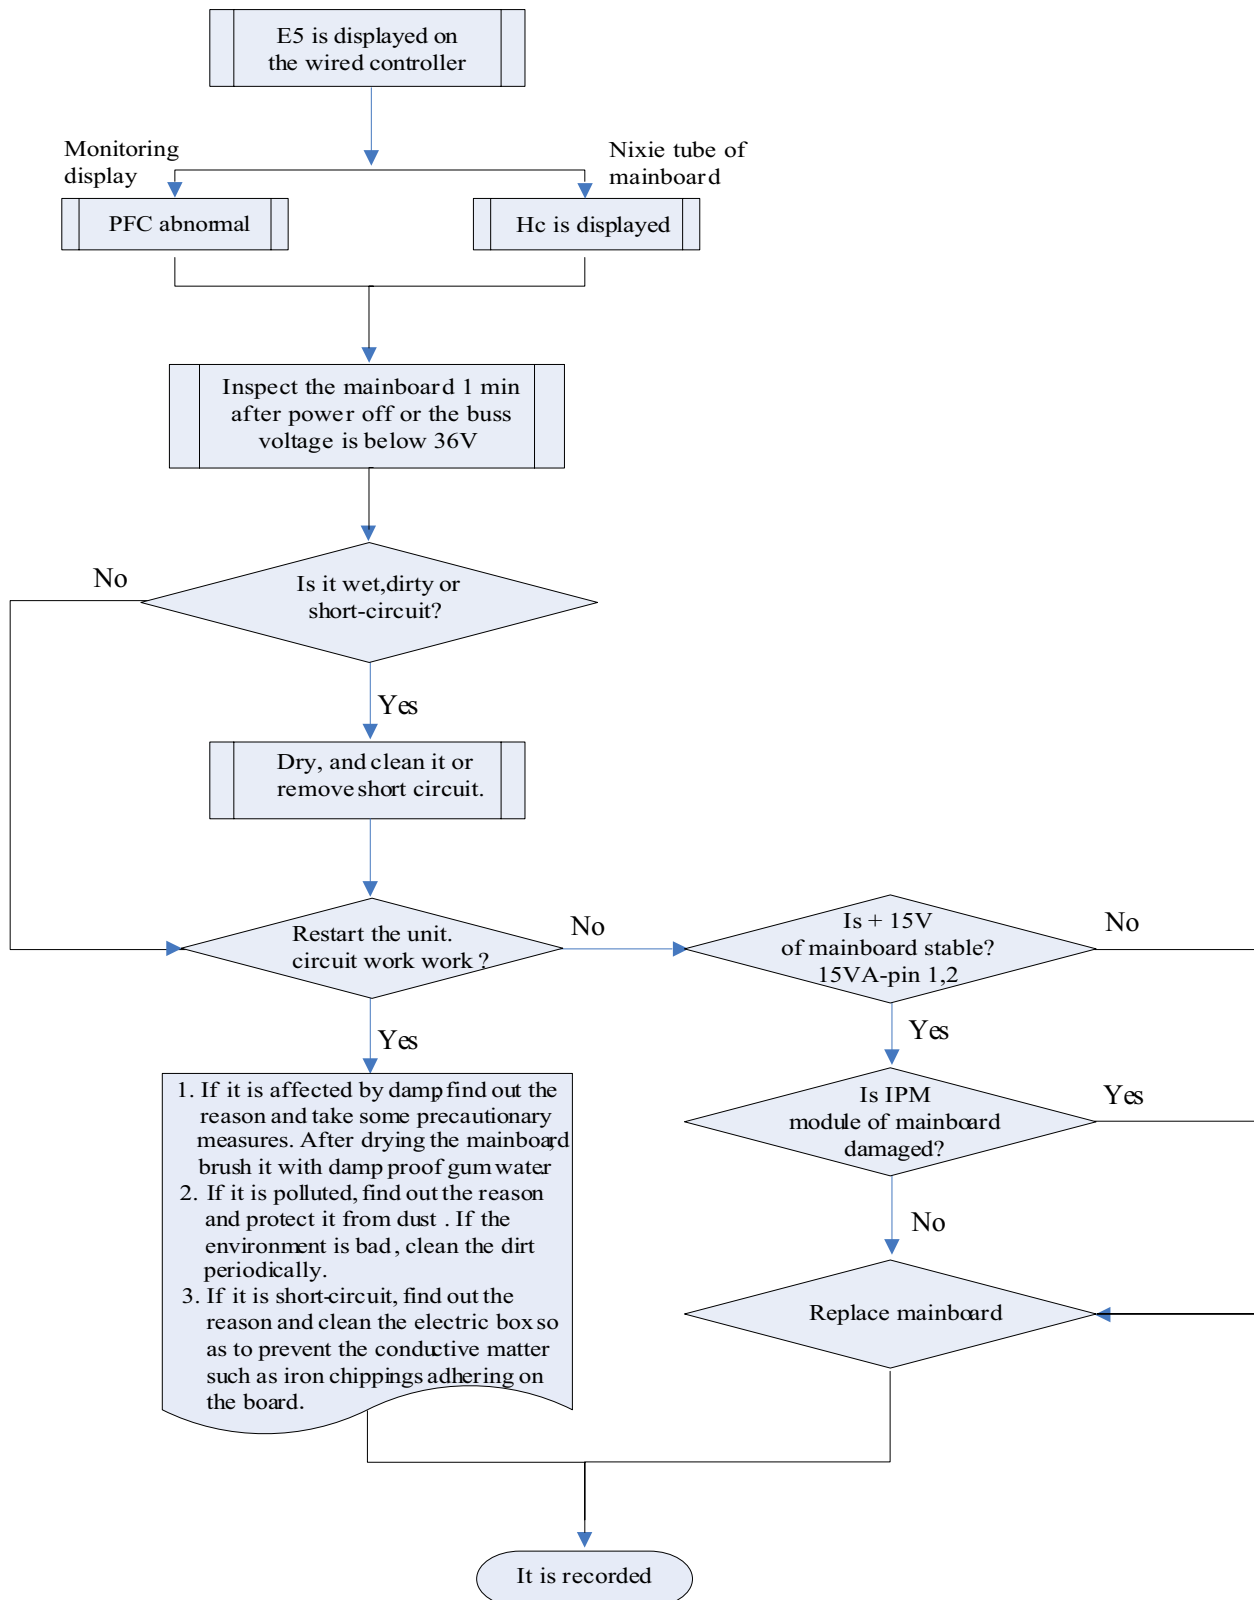 E5 is displayed on
the wired controller
Monitoring
display
Nixie tube of
mainboard
PFC abnormal
Hc is displayed
Inspect the mainboard 1 min
after power off or the buss
voltage is below 36V
No
Is it wet,dirty or
short-circuit?
Yes
Dry, and clean it or
remove short circuit.
Restart the unit.
circuit work work ?
No
Is + 15V
of mainboard stable?
15VA-pin 1,2
No
Yes
Yes
1. If it is affected by damp,find out the
reason and take some precautionary
measures. After drying the mainboard,
brush it with damp proof gum water
2. If it is polluted, find out the reason
and protect it from dust . If the
environment is bad , clean the dirt
periodically.
3. If it is short-circuit, find out the
reason and clean the electric box so
as to prevent the conductive matter
such as iron chippings adhering on
the board.
Is IPM
module of mainboard
damaged?
Yes
No
Replace mainboard
It is recorded